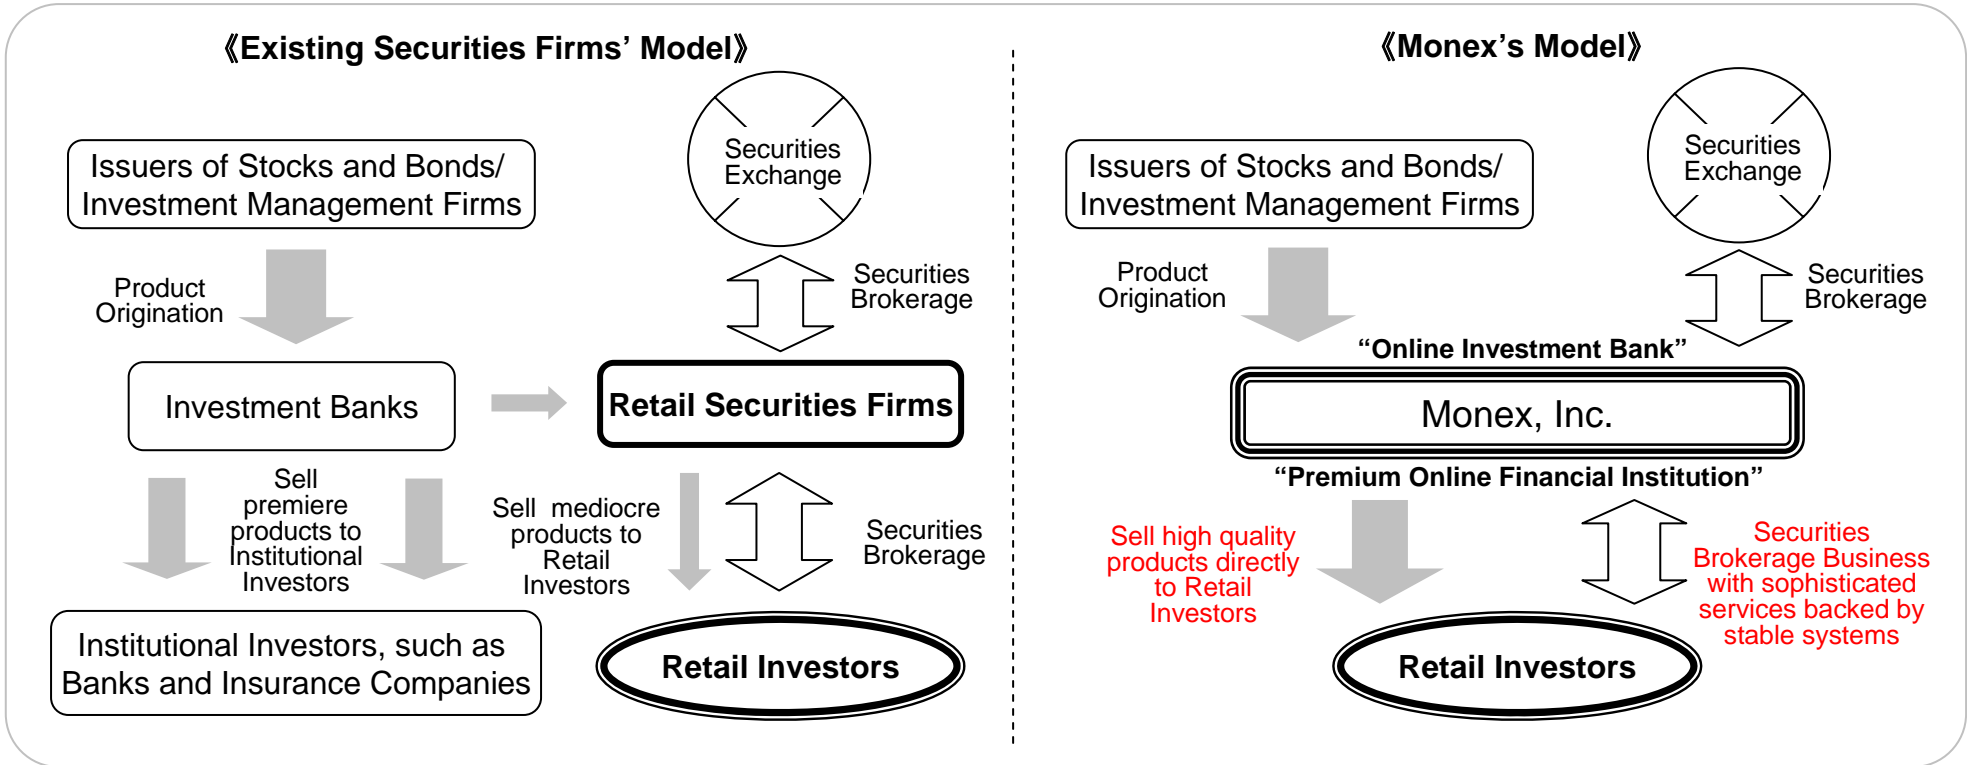 《Existing Securities Firms’ Model》
Securities
Exchange
Issuers of Stocks and Bonds/
Investment Management Firms
Product
Origination
Securities
Brokerage
Investment Banks
Retail Securities Firms
Sell
premiere
products to
Institutional
Investors
Sell mediocre
products to
Retail
Investors
Securities
Brokerage
Institutional Investors, such as
Banks and Insurance Companies
Retail Investors
《Monex’s Model》
Securities
Exchange
Issuers of Stocks and Bonds/
Investment Management Firms
Product
Origination
Securities
Brokerage
“Online Investment Bank”
Monex, Inc.
“Premium Online Financial Institution”
Sell high quality
products directly
to Retail
Investors
Securities
Brokerage Business
with sophisticated
services backed by
stable systems
Retail Investors